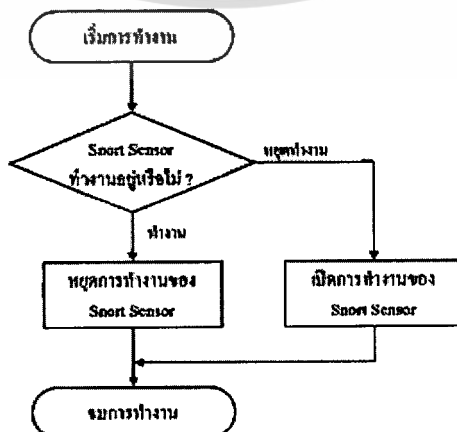 เริ่มการทำงาน
Snort Sensor
ทำงานอยู่หรือไม่ ?
หยุดทำงาน
ทำงาน
หยุดการทำงานของ
Snort Sensor
เปิดการทำงานของ
Snort Sensor
จบการทำงาน